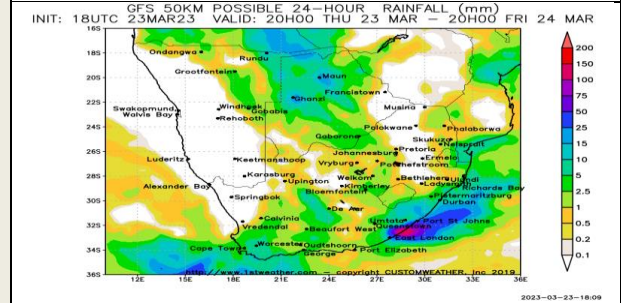 GFS 50KM POSSIBLE 24-HOUR RAINFALL (mm)
INIT: 18UTC 23MAR23 VALID: 20H00 THU 23 MAR - 20H00 FRI 24 MAR
16S
Ondangwa
Rundu
200
Grootfontein
150
20S
Maun
100
Ghanzi
Francistown
75
22S
Windhoek
Gobabis
Musina
50
Swakopmund
Walvis Bay
Rehoboth
25
24S
Polokwane
Phalaborwa
20
Gaborone
Skukuza
Nelspruit
15
Johannesburg
Pretoria
26S
Luderitz
Keetmanshoop
Vryburg
Potchefstroom
Ermelo
10
Karasburg
Upington
Welkom
Bethlehem
Ulundi
5
28S
Alexander Bay
Kimberley
Ladysmith
Richards Bay
2.5
Springbok
Bloemfontein
Pietermaritzburg
30S
Durban
1
De Aar
Calvinia
Umtata
Port St Johnes
0.5
32S
Vredendal
Beaufort West
Queenstown
East London
0.2
34S
Cape Town
Worcester
Oudtshoorn
George
Port Elizabeth
0.1
36S
http://www.1stweather.com - copyright CUSTOMWEATHER, Inc 2019
12E 15E 18E 21E 24E 27E 30E 33E 36E
2023-03-23-18:09